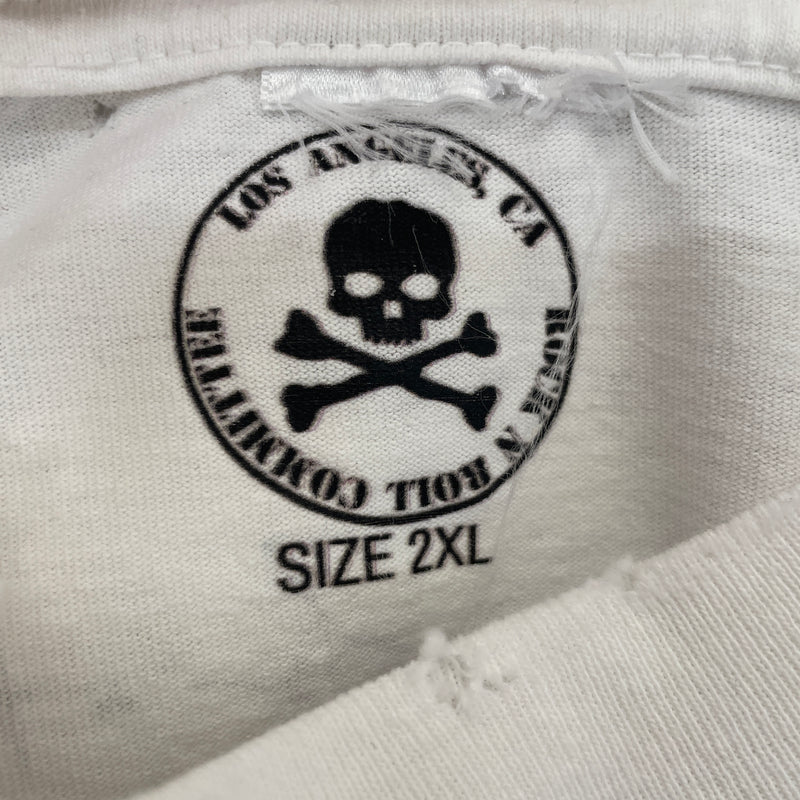 LOS ANGELES, CA
ROCK N ROLL COMMITTEE
SIZE 2XL